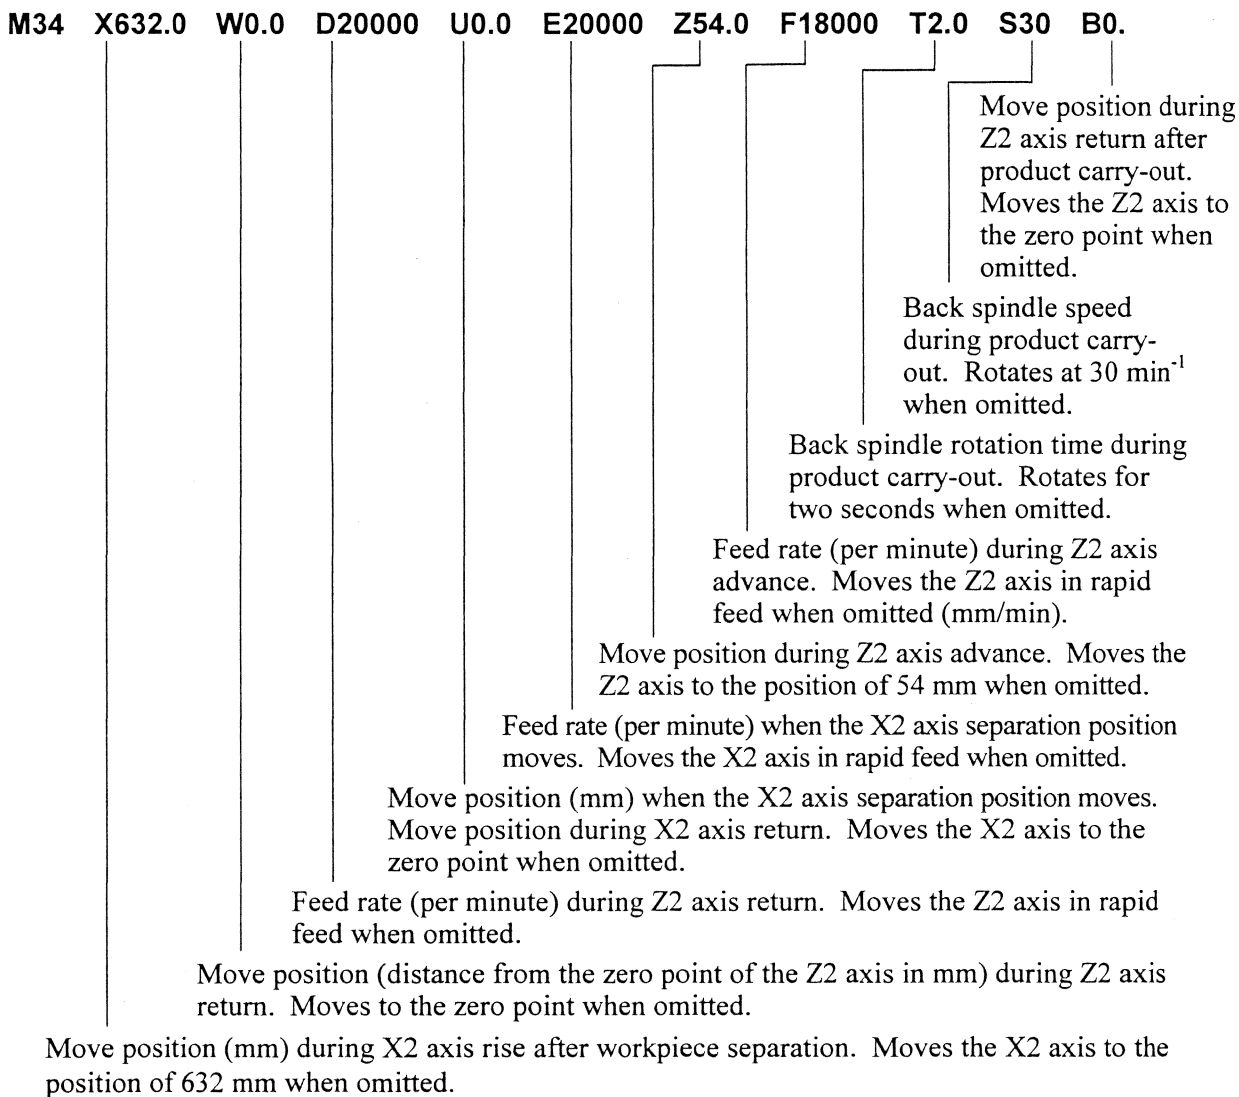 M34 X632.0 W0.0 D20000 U0.0 E20000 Z54.0 F18000 T2.0 S30 B0.
Move position during
Z2 axis return after
product carry-out.
Moves the Z2 axis to
the zero point when
omitted.
Back spindle speed
during product carry-
out. Rotates at 30 min⁻¹
when omitted.
Back spindle rotation time during
product carry-out. Rotates for
two seconds when omitted.
Feed rate (per minute) during Z2 axis
advance. Moves the Z2 axis in rapid
feed when omitted (mm/min).
Move position during Z2 axis advance. Moves the
Z2 axis to the position of 54 mm when omitted.
Feed rate (per minute) when the X2 axis separation position
moves. Moves the X2 axis in rapid feed when omitted.
Move position (mm) when the X2 axis separation position moves.
Move position during X2 axis return. Moves the X2 axis to the
zero point when omitted.
Feed rate (per minute) during Z2 axis return. Moves the Z2 axis in rapid
feed when omitted.
Move position (distance from the zero point of the Z2 axis in mm) during Z2 axis
return. Moves to the zero point when omitted.
Move position (mm) during X2 axis rise after workpiece separation. Moves the X2 axis to the
position of 632 mm when omitted.